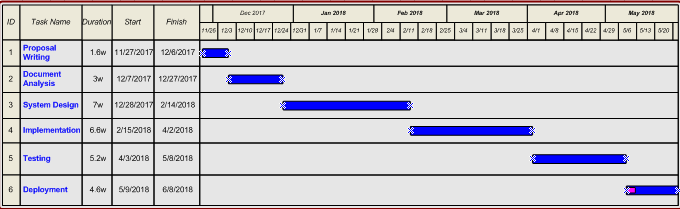 ID Task Name Duration Start Finish Dec 2017 Jan 2018 Feb 2018 Mar 2018 Apr 2018 May 2018
11/26 12/3 12/10 12/17 12/24 12/31 1/7 1/14 1/21 1/28 2/4 2/11 2/18 2/25 3/4 3/11 3/18 3/25 4/1 4/8 4/15 4/22 4/29 5/6 5/13 5/20
1 Proposal Writing 1.6w 11/27/2017 12/6/2017
2 Document Analysis 3w 12/7/2017 12/27/2017
3 System Design 7w 12/28/2017 2/14/2018
4 Implementation 6.6w 2/15/2018 4/2/2018
5 Testing 5.2w 4/3/2018 5/8/2018
6 Deployment 4.6w 5/9/2018 6/8/2018